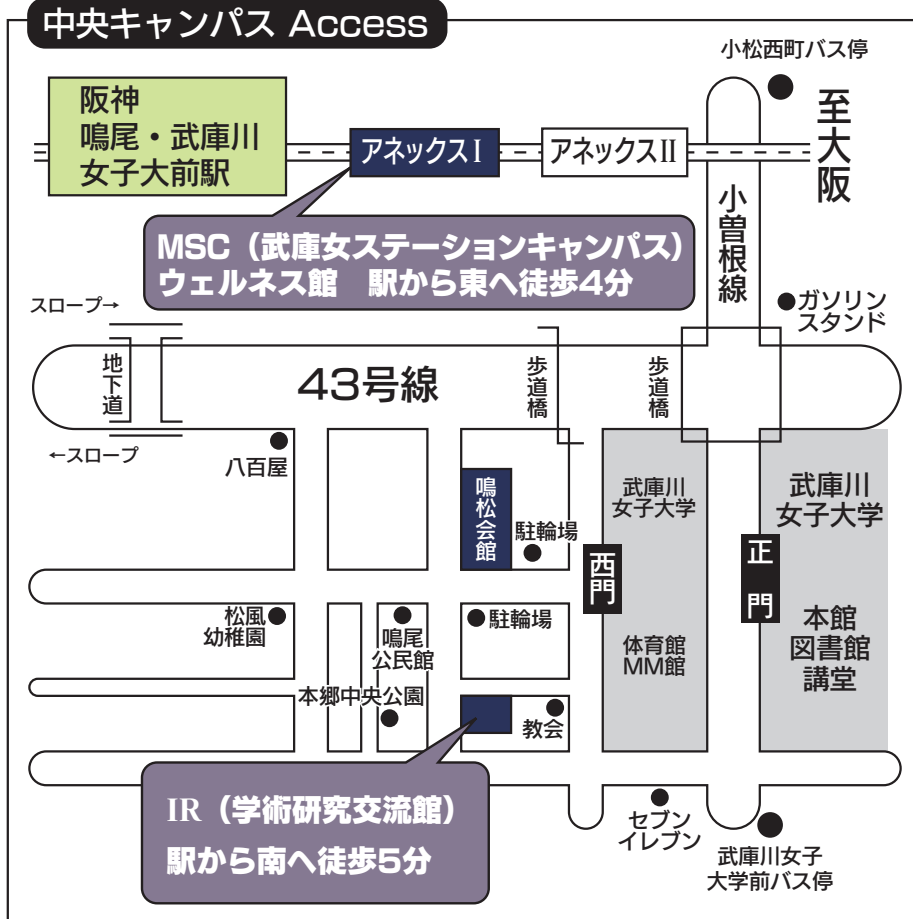 中央キャンパス Access
小松西町バス停
阪神
鳴尾・武庫川
女子大前駅
アネックスⅠ
アネックスⅡ
至大阪
小曽根線
MSC（武庫女ステーションキャンパス）
ウェルネス館　駅から東へ徒歩4分
ガソリン
スタンド
スロープ→
地下道
43号線
歩道橋
歩道橋
←スロープ
八百屋
鳴松会館
駐輪場
武庫川
女子大学
武庫川
女子大学
西門
正門
松風
幼稚園
鳴尾
公民館
駐輪場
体育館
MM館
本館
図書館
講堂
本郷中央公園
教会
IR（学術研究交流館）
駅から南へ徒歩5分
セブン
イレブン
武庫川女子
大学前バス停